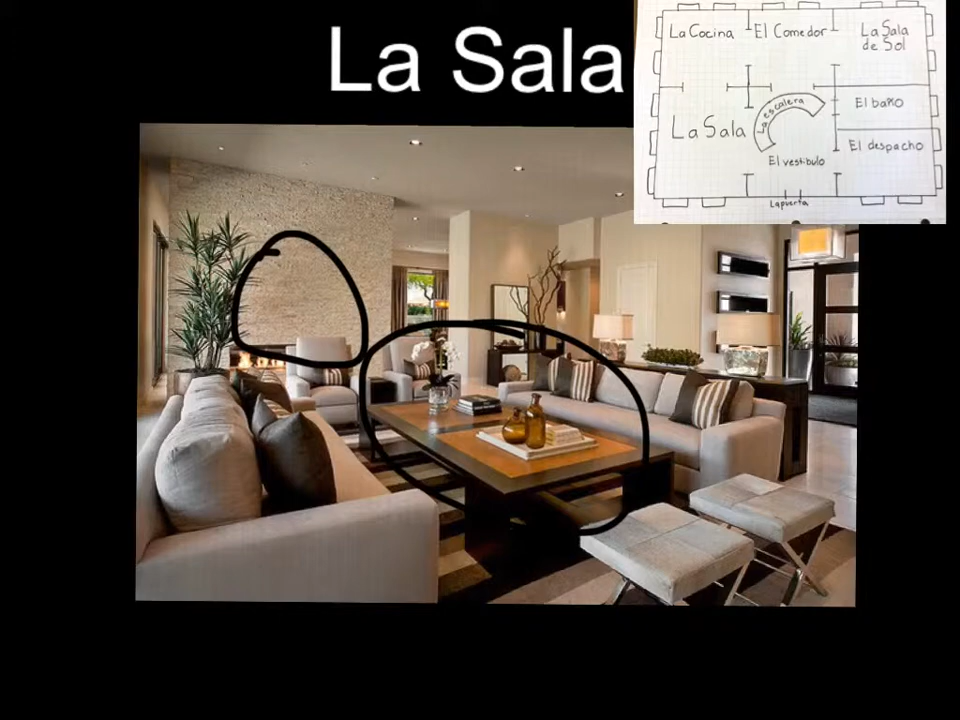 La Sala
La Cocina
El Comedor
La Sala
de Sol
La escalera
El baño
La Sala
El despacho
El vestibulo
La puerta